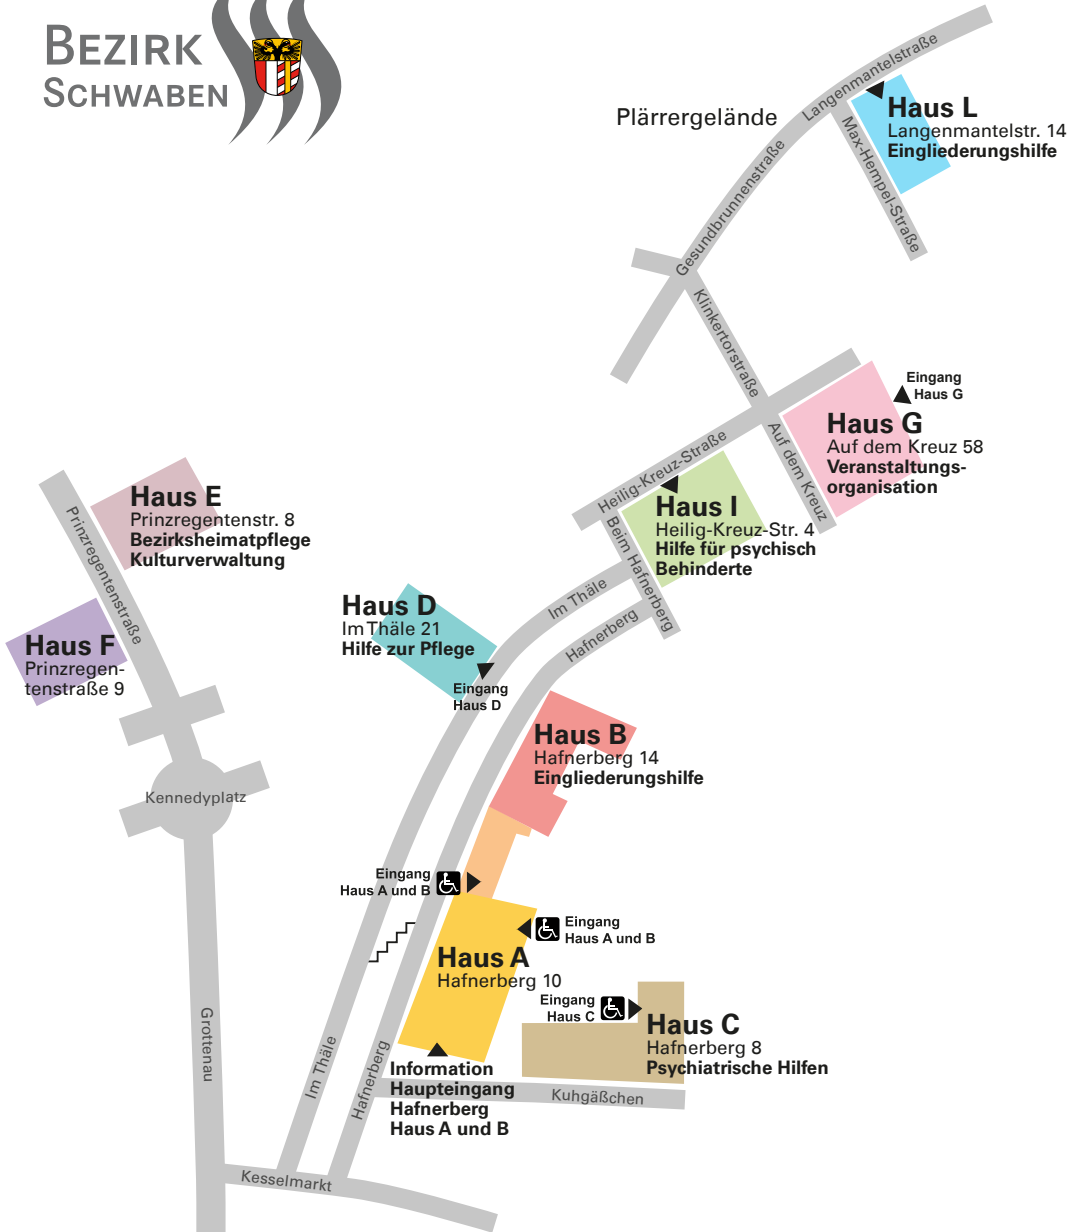 BEZIRK
SCHWABEN
Plärrergelände
Langenmantelstraße
Haus L
Langenmantelstr. 14
Eingliederungshilfe
Max-Hempel-Straße
Gesundbrunnenstraße
Klinkertorstraße
Eingang
Haus G
Haus G
Auf dem Kreuz 58
Veranstaltungs-
organisation
Auf dem Kreuz
Heilig-Kreuz-Straße
Haus I
Heilig-Kreuz-Str. 4
Hilfe für psychisch
Behinderte
Beim Hafnerberg
Haus E
Prinzregentenstr. 8
Bezirksheimatpflege
Kulturverwaltung
Prinzregentenstraße
Haus F
Prinzregen-
tenstraße 9
Haus D
Im Thäle 21
Hilfe zur Pflege
Eingang
Haus D
Im Thäle
Hafnerberg
Haus B
Hafnerberg 14
Eingliederungshilfe
Kennedyplatz
Eingang
Haus A und B
Eingang
Haus A und B
Haus A
Hafnerberg 10
Eingang
Haus C
Haus C
Hafnerberg 8
Psychiatrische Hilfen
Grottenau
Im Thäle
Hafnerberg
Information
Haupteingang
Hafnerberg
Haus A und B
Kuhgäßchen
Kesselmarkt